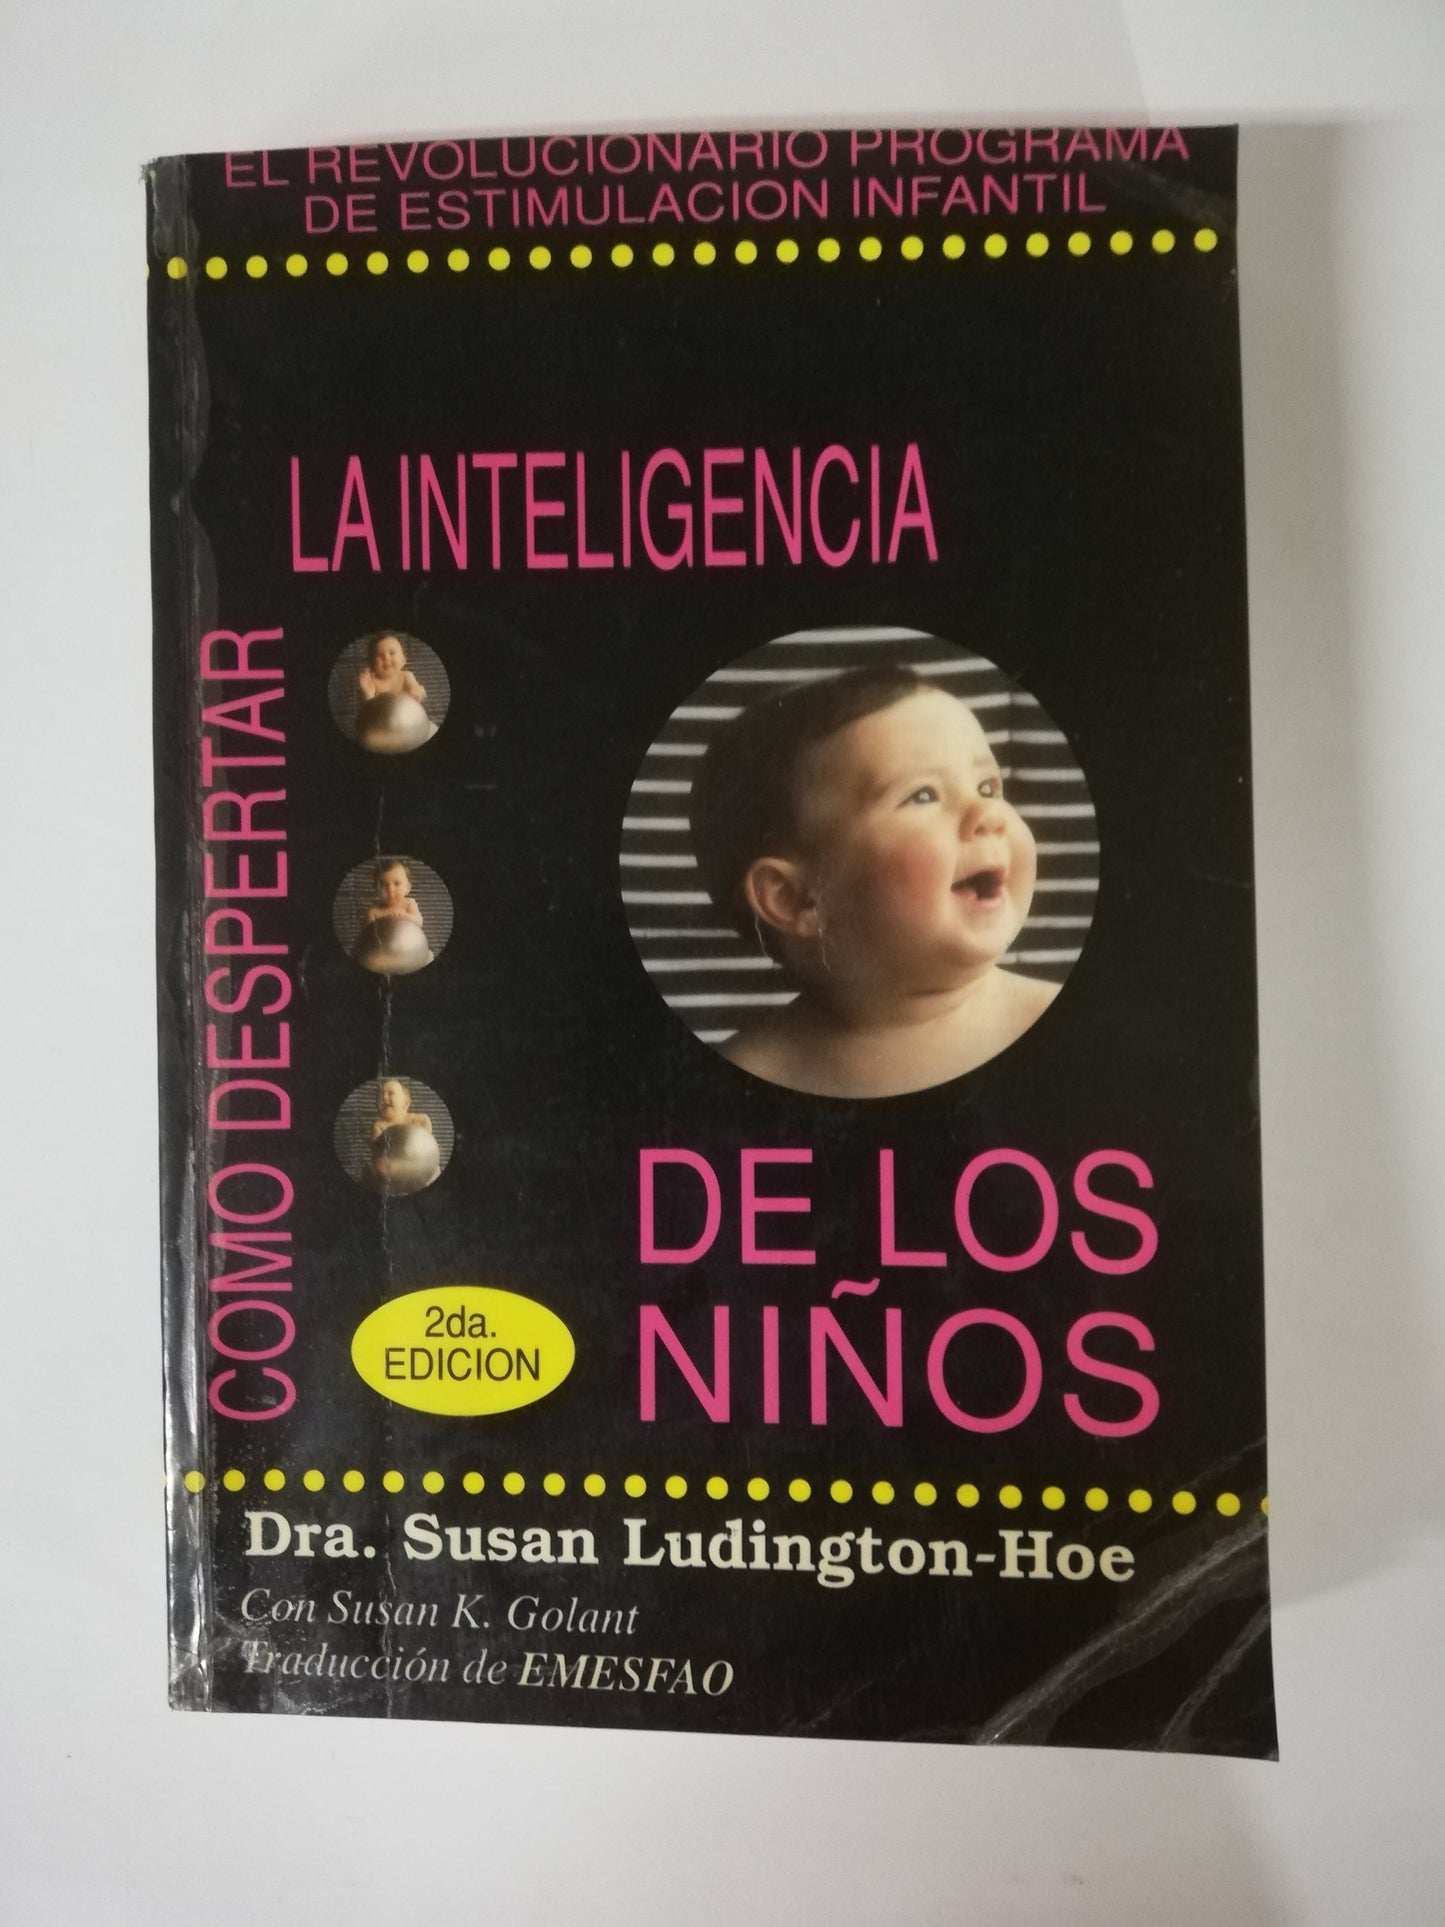 EL REVOLUCIONARIO PROGRAMA
DE ESTIMULACION INFANTIL
COMO DESPERTAR
LA INTELIGENCIA
DE LOS
NIÑOS
2da.
EDICION
Dra. Susan Ludington-Hoe
Con Susan K. Golant
Traducción de EMESFAO